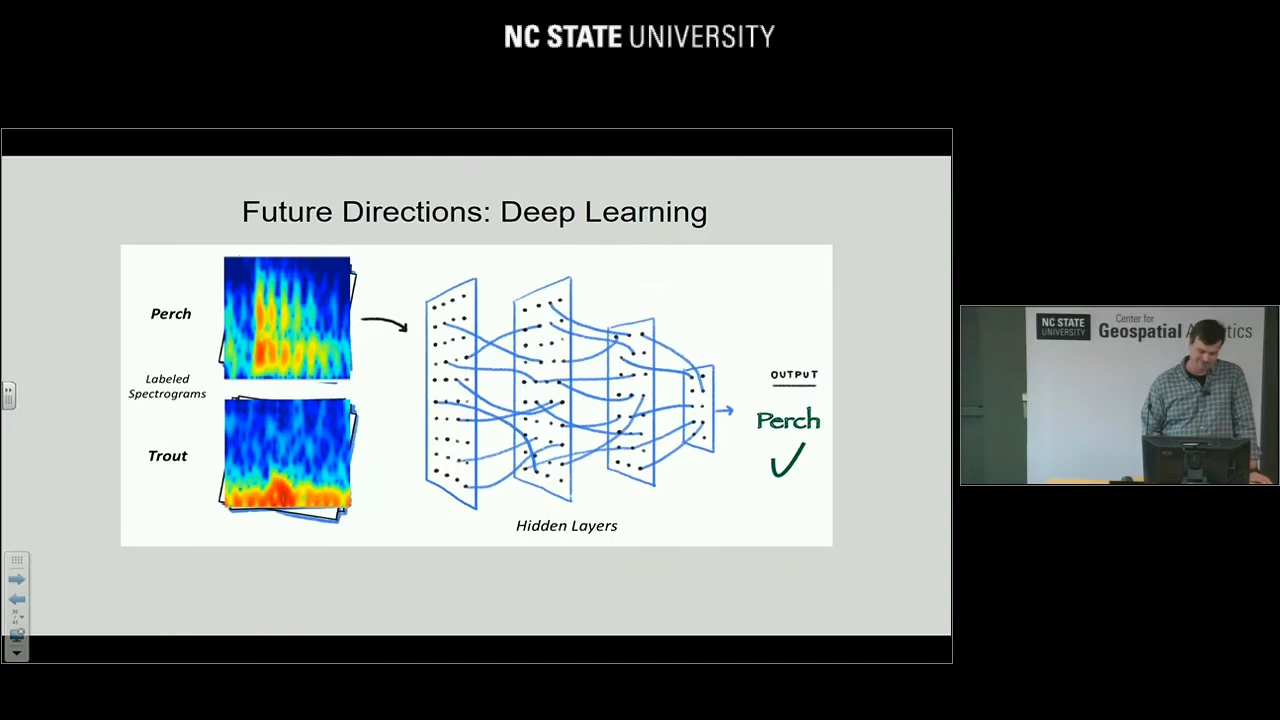 NC STATE UNIVERSITY
Future Directions: Deep Learning
Perch
Labeled
Spectrograms
Trout
Hidden Layers
OUTPUT
Perch
NC STATE
UNIVERSITY
Center for
Geospatial